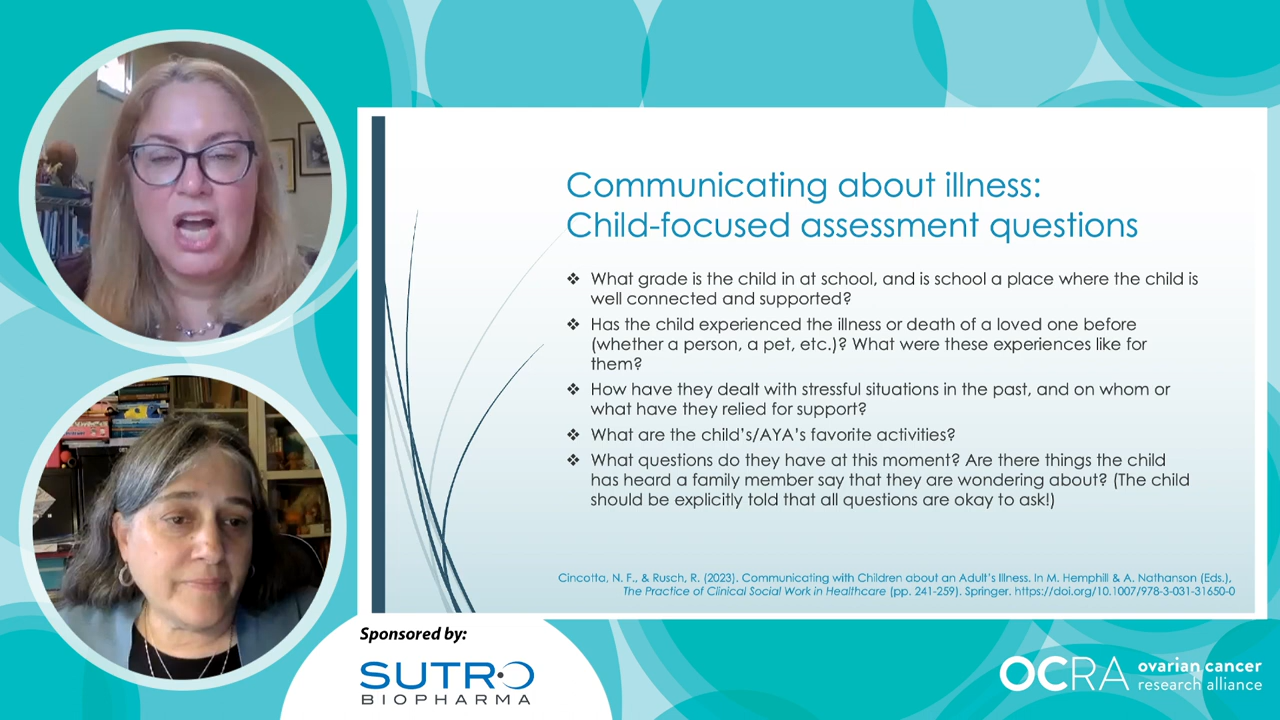 Communicating about illness:
Child-focused assessment questions
❖ What grade is the child in at school, and is school a place where the child is
well connected and supported?
❖ Has the child experienced the illness or death of a loved one before
(whether a person, a pet, etc.)? What were these experiences like for
them?
❖ How have they dealt with stressful situations in the past, and on whom or
what have they relied for support?
❖ What are the child's/AYA's favorite activities?
❖ What questions do they have at this moment? Are there things the child
has heard a family member say that they are wondering about? (The child
should be explicitly told that all questions are okay to ask!)
Cincotta, N. F., & Rusch, R. (2023). Communicating with Children about an Adult's Illness. In M. Hemphill & A. Nathanson (Eds.),
The Practice of Clinical Social Work in Healthcare (pp. 241-259). Springer. https://doi.org/10.1007/978-3-031-31650-0
Sponsored by:
SUTRO
BIOPHARMA
OCRA ovarian cancer
research alliance